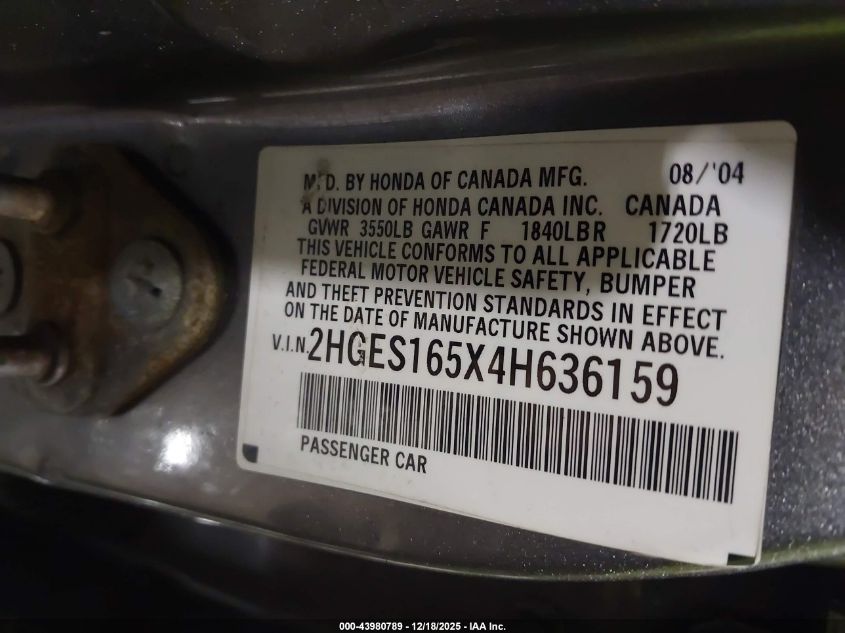 MFD. BY HONDA OF CANADA MFG. 08/'04
A DIVISION OF HONDA CANADA INC. CANADA
GVWR 3550LB GAWR F 1840LB R 1720LB
THIS VEHICLE CONFORMS TO ALL APPLICABLE
FEDERAL MOTOR VEHICLE SAFETY, BUMPER
AND THEFT PREVENTION STANDARDS IN EFFECT
ON THE DATE OF MANUFACTURE SHOWN ABOVE.
V.I.N. 2HGES165X4H636159
PASSENGER CAR
000-43980789 - 12/18/2025 - IAA Inc.